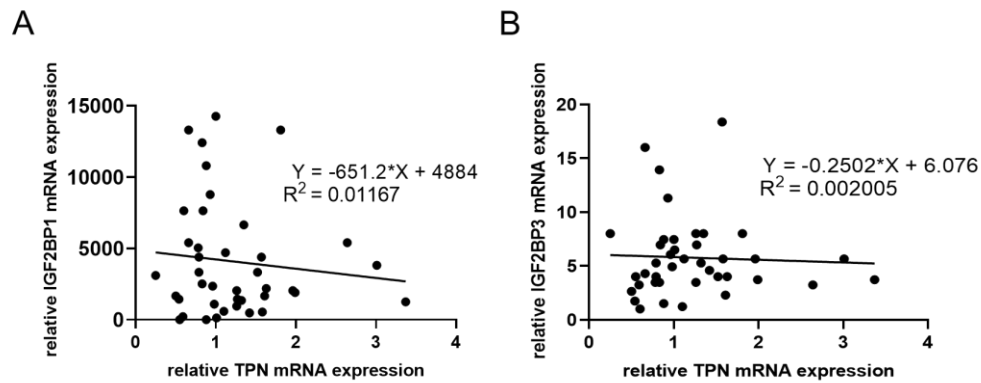 A
relative IGF2BP1 mRNA expression
15000
10000
5000
0
Y = -651.2*X + 4884
R² = 0.01167
0 1 2 3 4
relative TPN mRNA expression
B
relative IGF2BP3 mRNA expression
20
15
10
5
0
Y = -0.2502*X + 6.076
R² = 0.002005
0 1 2 3 4
relative TPN mRNA expression